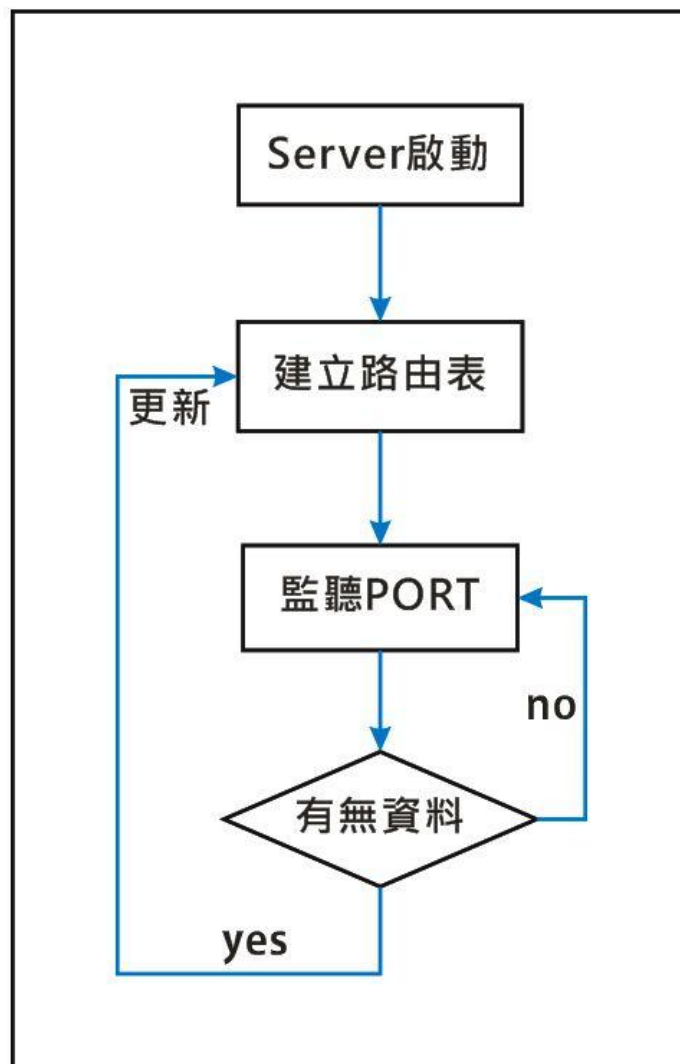 Server啟動
建立路由表
更新
監聽PORT
no
有無資料
yes